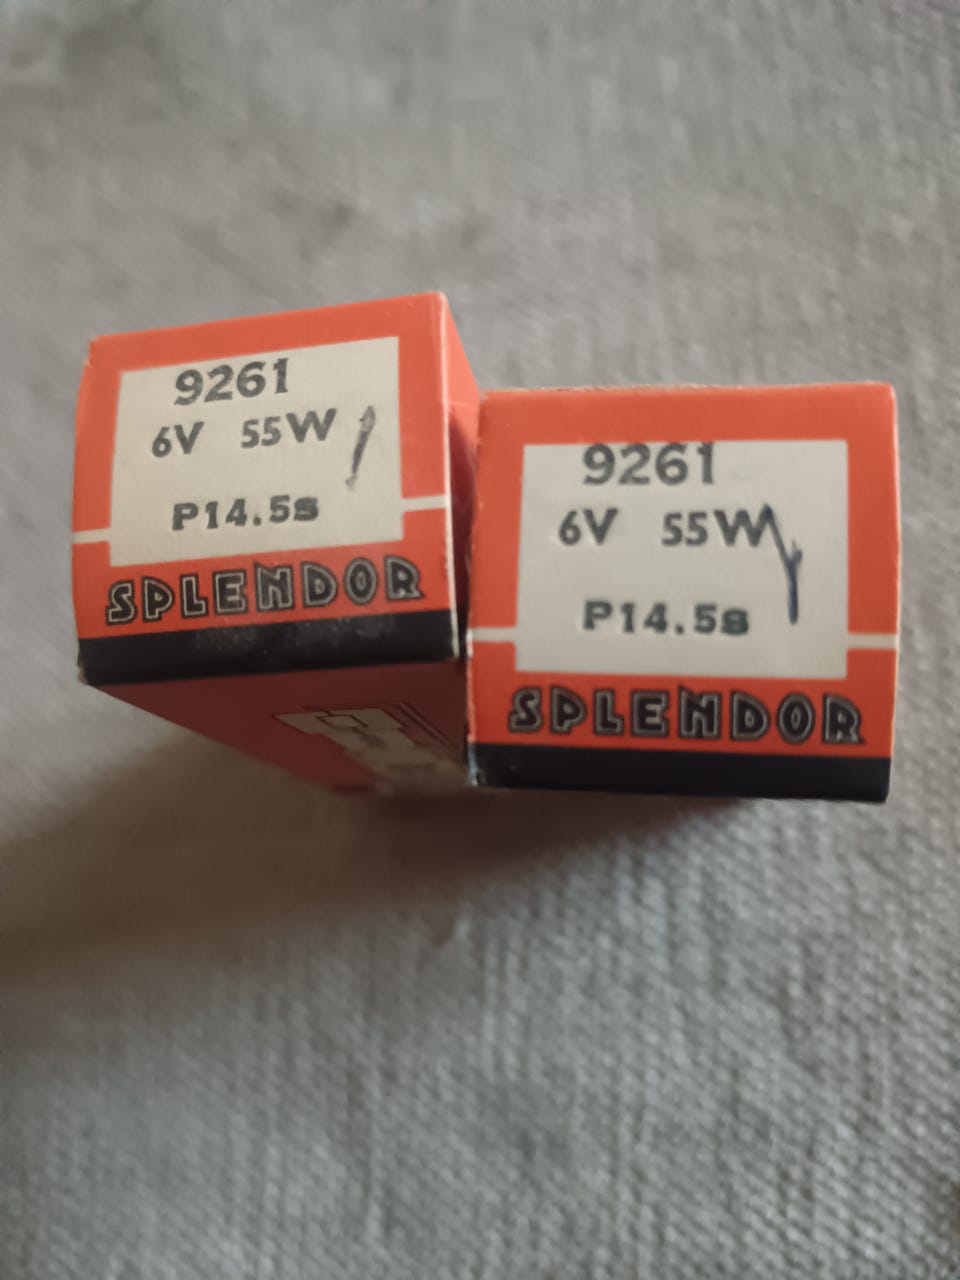 9261
6V 55W
P14.5s
SPLENDOR
9261
6V 55W
P14.5s
SPLENDOR